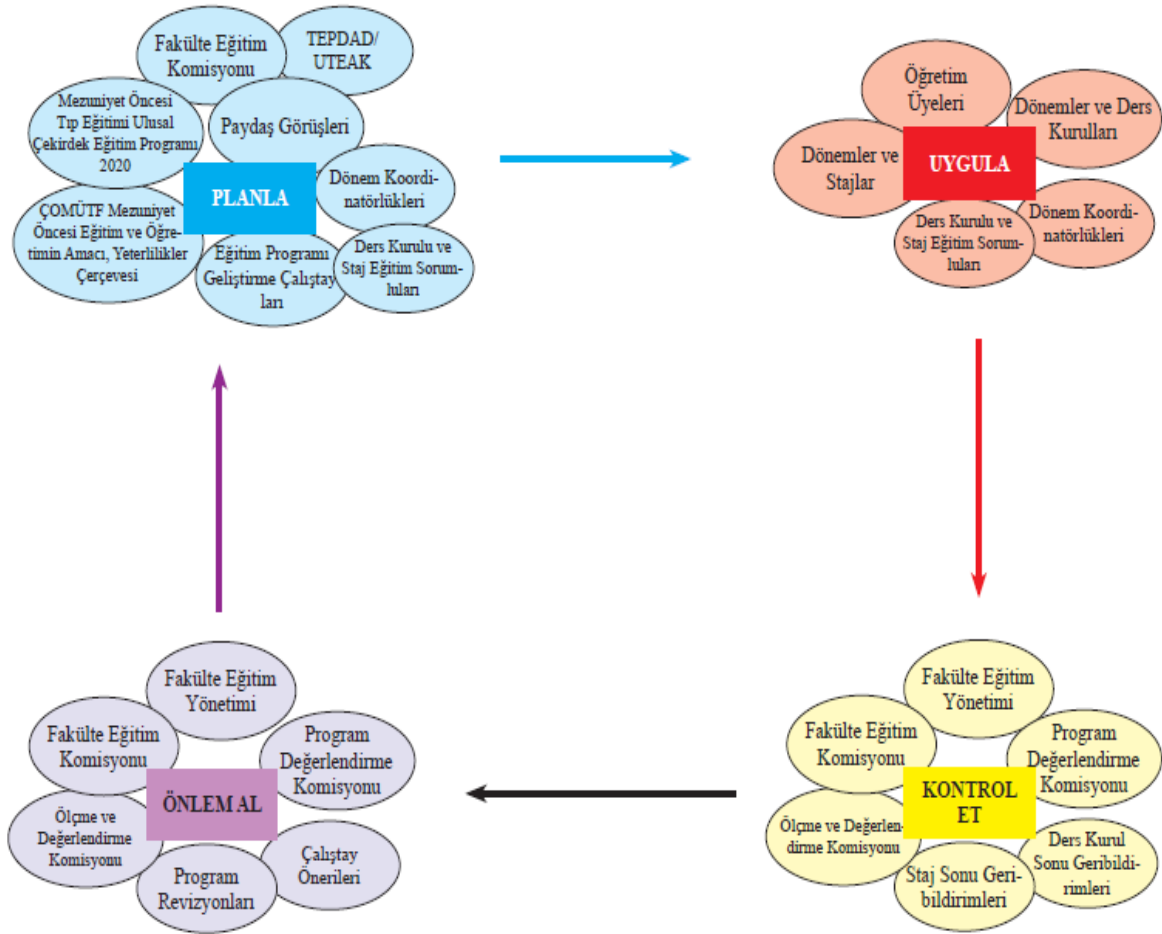 Fakülte Eğitim
Komisyonu
TEPDAD/
UTEAK
Mezuniyet Öncesi
Tıp Eğitimi Ulusal
Çekirdek Eğitim Programı
2020
Paydaş Görüşleri
PLANLA
Dönem Koordi-
natörlükleri
ÇOMÜTF Mezuniyet
Öncesi Eğitim ve Öğre-
timin Amacı, Yeterlilikler
Çerçevesi
Eğitim Programı
Geliştirme Çalıştay
ları
Ders Kurulu ve
Staj Eğitim Sorum-
luları
Öğretim
Üyeleri
Dönemler ve Ders
Kurulları
Dönemler ve
Stajlar
UYGULA
Ders Kurulu ve
Staj Eğitim Sorum-
luları
Dönem Koordi-
natörlükleri
Fakülte Eğitim
Yönetimi
Fakülte Eğitim
Komisyonu
Program
Değerlendirme
Komisyonu
ÖNLEM AL
Ölçme ve
Değerlendirme
Komisyonu
Program
Revizyonları
Çalıştay
Önerileri
Fakülte Eğitim
Yönetimi
Fakülte Eğitim
Komisyonu
Program
Değerlendirme
Komisyonu
KONTROL
ET
Ölçme ve Değerlen-
dirme Komisyonu
Staj Sonu Geri-
bildirimleri
Ders Kurul
Sonu Geribildi-
rimleri